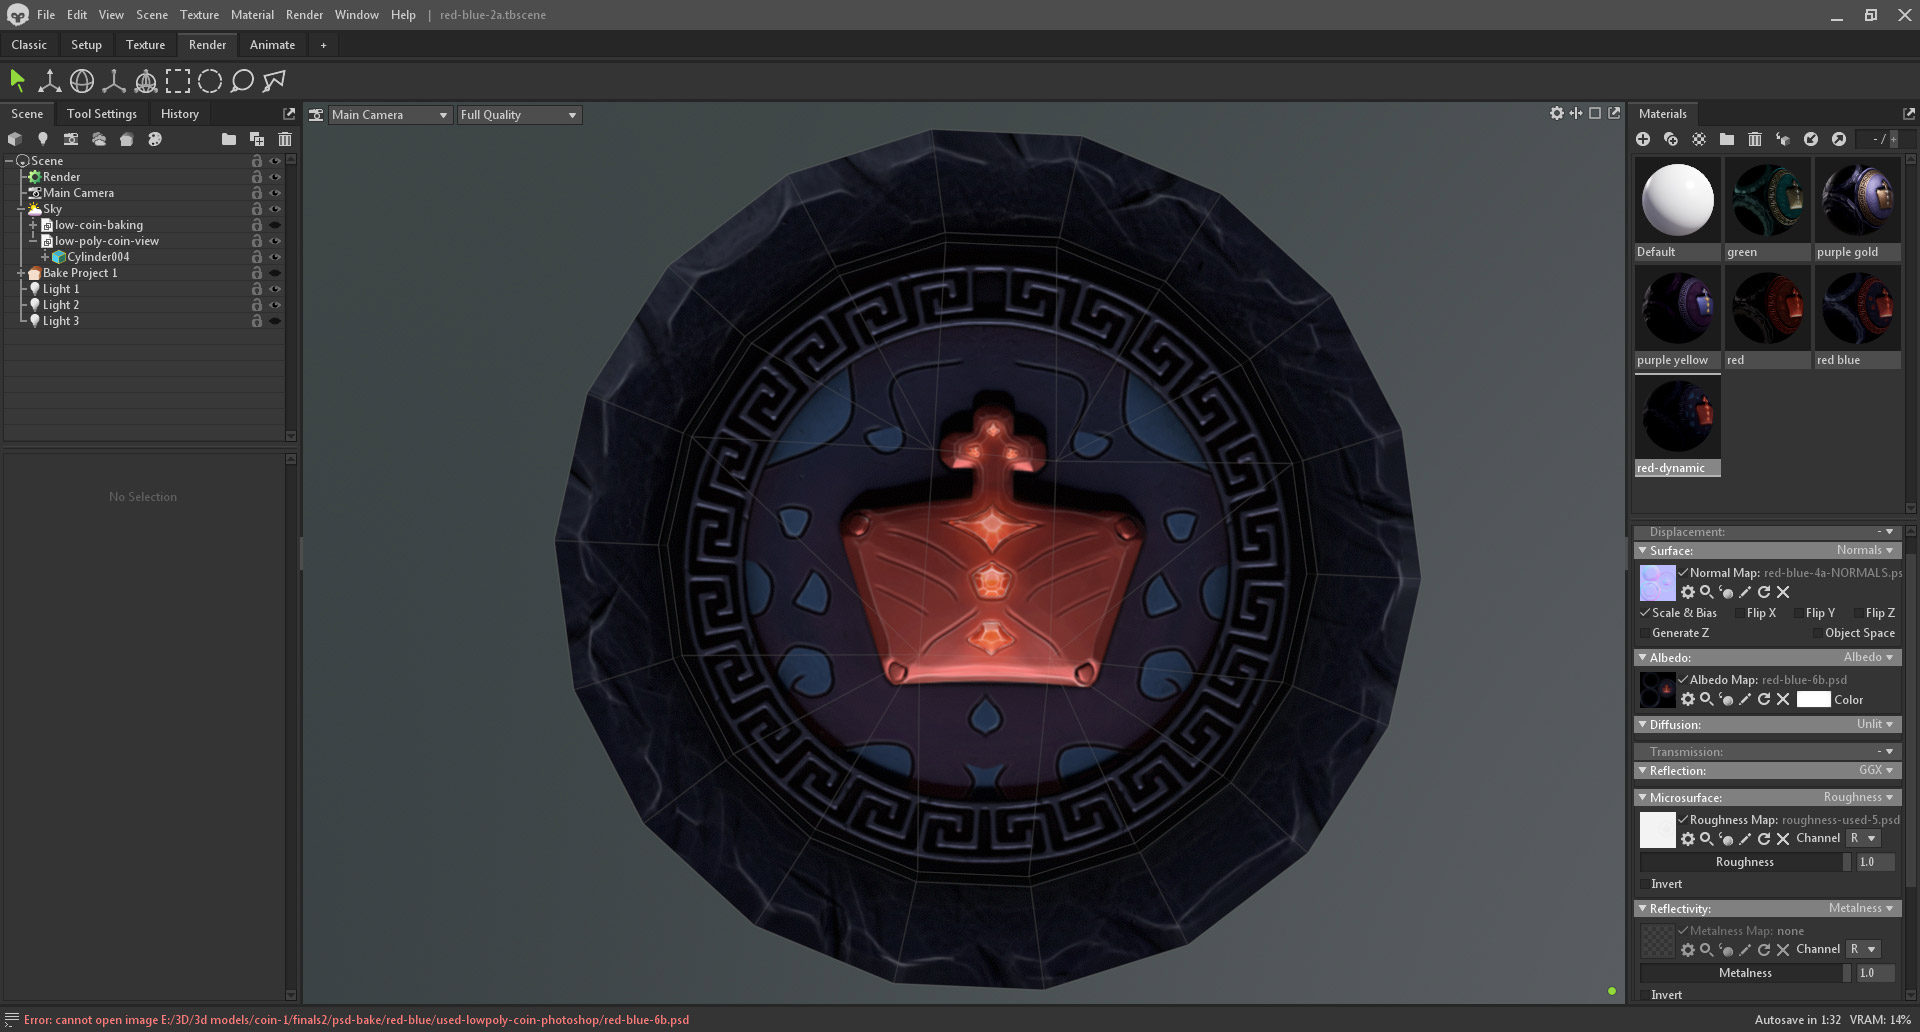 File Edit View Scene Texture Material Render Window Help | red-blue-2a.tbscene
Classic Setup Texture Render Animate +
Scene Tool Settings History
Main Camera Full Quality
Materials
- / +
Scene
Render
Main Camera
Sky
low-coin-baking
low-poly-coin-view
Cylinder004
Bake Project 1
Light 1
Light 2
Light 3
No Selection
Default green purple gold
purple yellow red red blue
red-dynamic
Displacement: -
Surface: Normals
Normal Map: red-blue-4a-NORMALS.ps
Scale & Bias Flip X Flip Y Flip Z
Generate Z Object Space
Albedo: Albedo
Albedo Map: red-blue-6b.psd
Color
Diffusion: Unlit
Transmission: -
Reflection: GGX
Microsurface: Roughness
Roughness Map: roughness-used-5.psd
Channel R
Roughness 1.0
Invert
Reflectivity: Metalness
Metalness Map: none
Channel R
Metalness 1.0
Invert
Error: cannot open image E:/3D/3d models/coin-1/finals2/psd-bake/red-blue/used-lowpoly-coin-photoshop/red-blue-6b.psd
Autosave in 1:32 VRAM: 14%